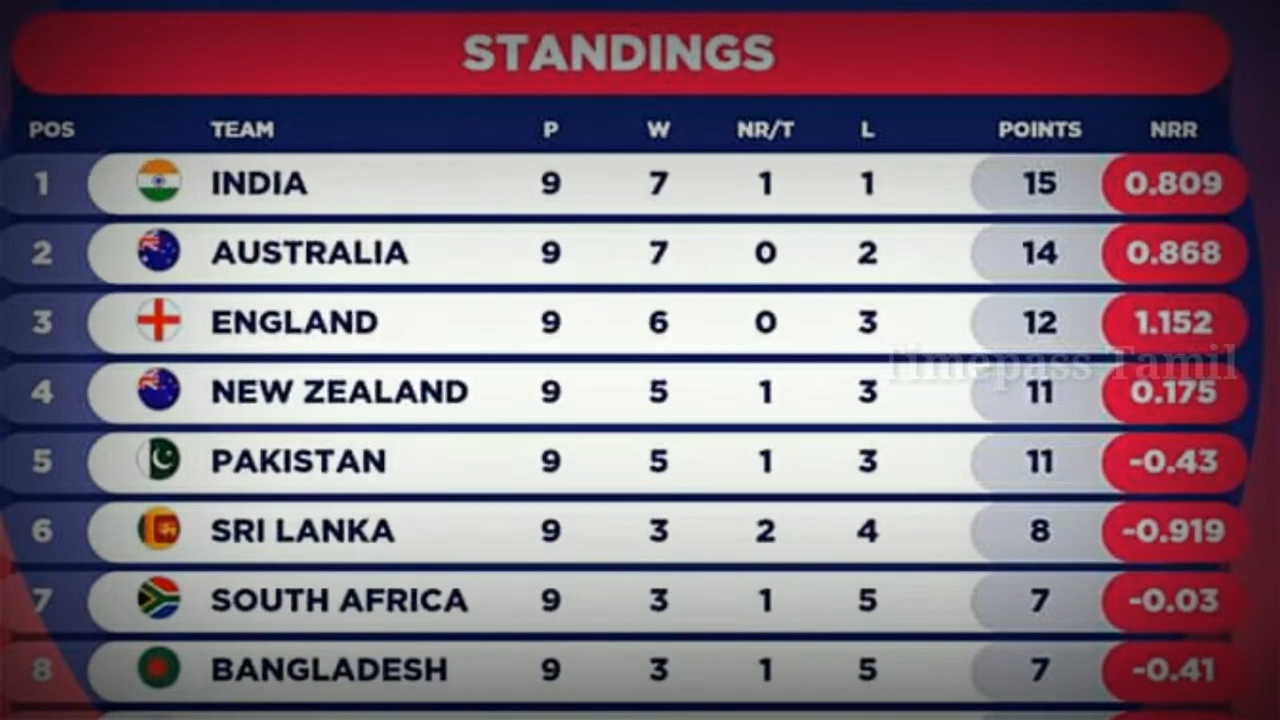 STANDINGS
POS TEAM P W NR/T L POINTS NRR
1 INDIA 9 7 1 1 15 0.809
2 AUSTRALIA 9 7 0 2 14 0.868
3 ENGLAND 9 6 0 3 12 1.152
Timepass Tamil
4 NEW ZEALAND 9 5 1 3 11 0.175
5 PAKISTAN 9 5 1 3 11 -0.43
6 SRI LANKA 9 3 2 4 8 -0.919
7 SOUTH AFRICA 9 3 1 5 7 -0.03
8 BANGLADESH 9 3 1 5 7 -0.41